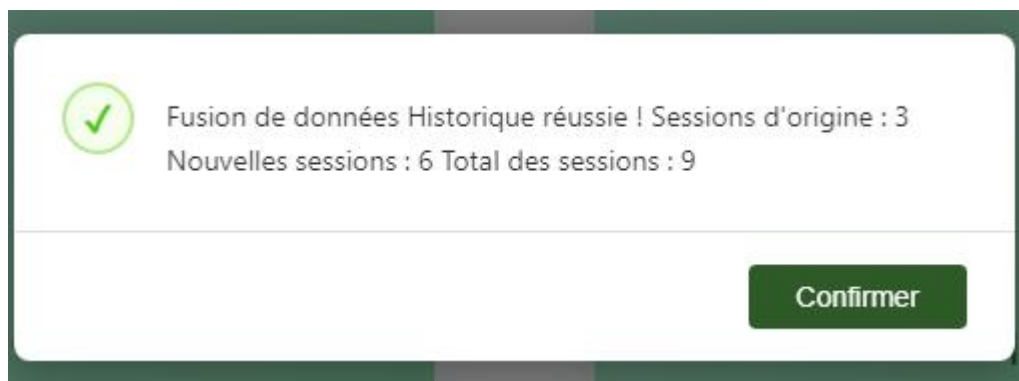 Fusion de données Historique réussie ! Sessions d'origine : 3
Nouvelles sessions : 6 Total des sessions : 9
Confirmer